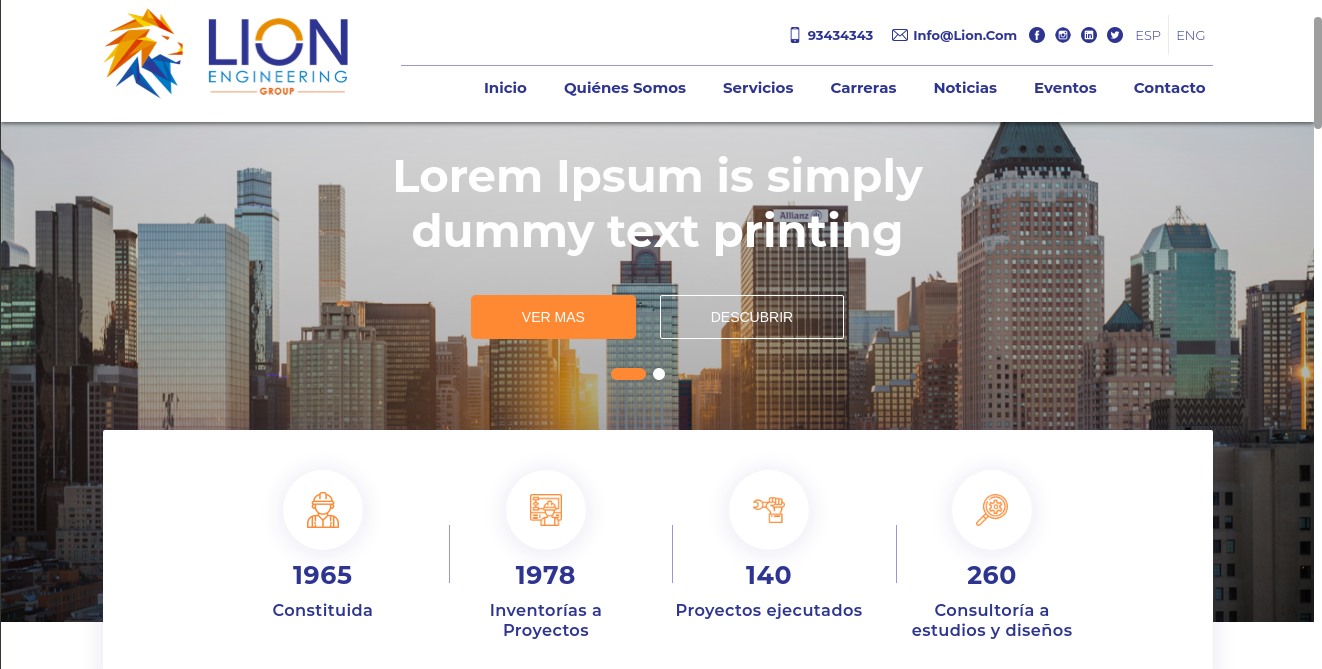 LION
ENGINEERING
GROUP
93434343
Info@Lion.Com
ESP
ENG
Inicio
Quiénes Somos
Servicios
Carreras
Noticias
Eventos
Contacto
Lorem Ipsum is simply
dummy text printing
Allianz
VER MAS
DESCUBRIR
1965
Constituida
1978
Inventorías a
Proyectos
140
Proyectos ejecutados
260
Consultoría a
estudios y diseños